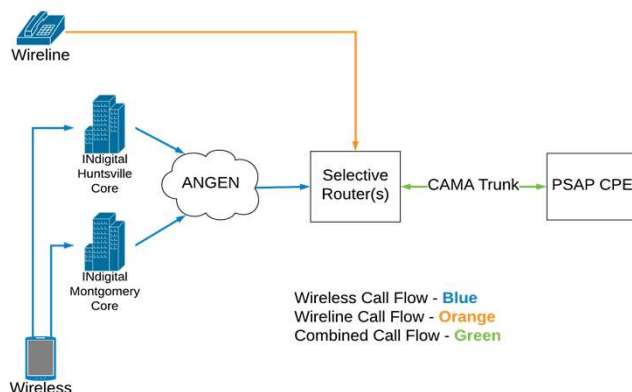 Wireline
INdigital
Huntsville
Core
ANGEN
Selective
Router(s)
CAMA Trunk
PSAP CPE
INdigital
Montgomery
Core
Wireless Call Flow - Blue
Wireline Call Flow - Orange
Combined Call Flow - Green
Wireless